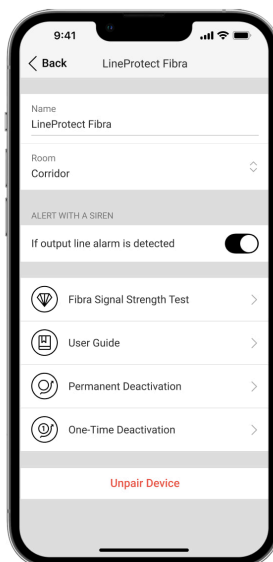 9:41
Back LineProtect Fibra
Name
LineProtect Fibra
Room
Corridor
ALERT WITH A SIREN
If output line alarm is detected
Fibra Signal Strength Test
User Guide
Permanent Deactivation
One-Time Deactivation
Unpair Device